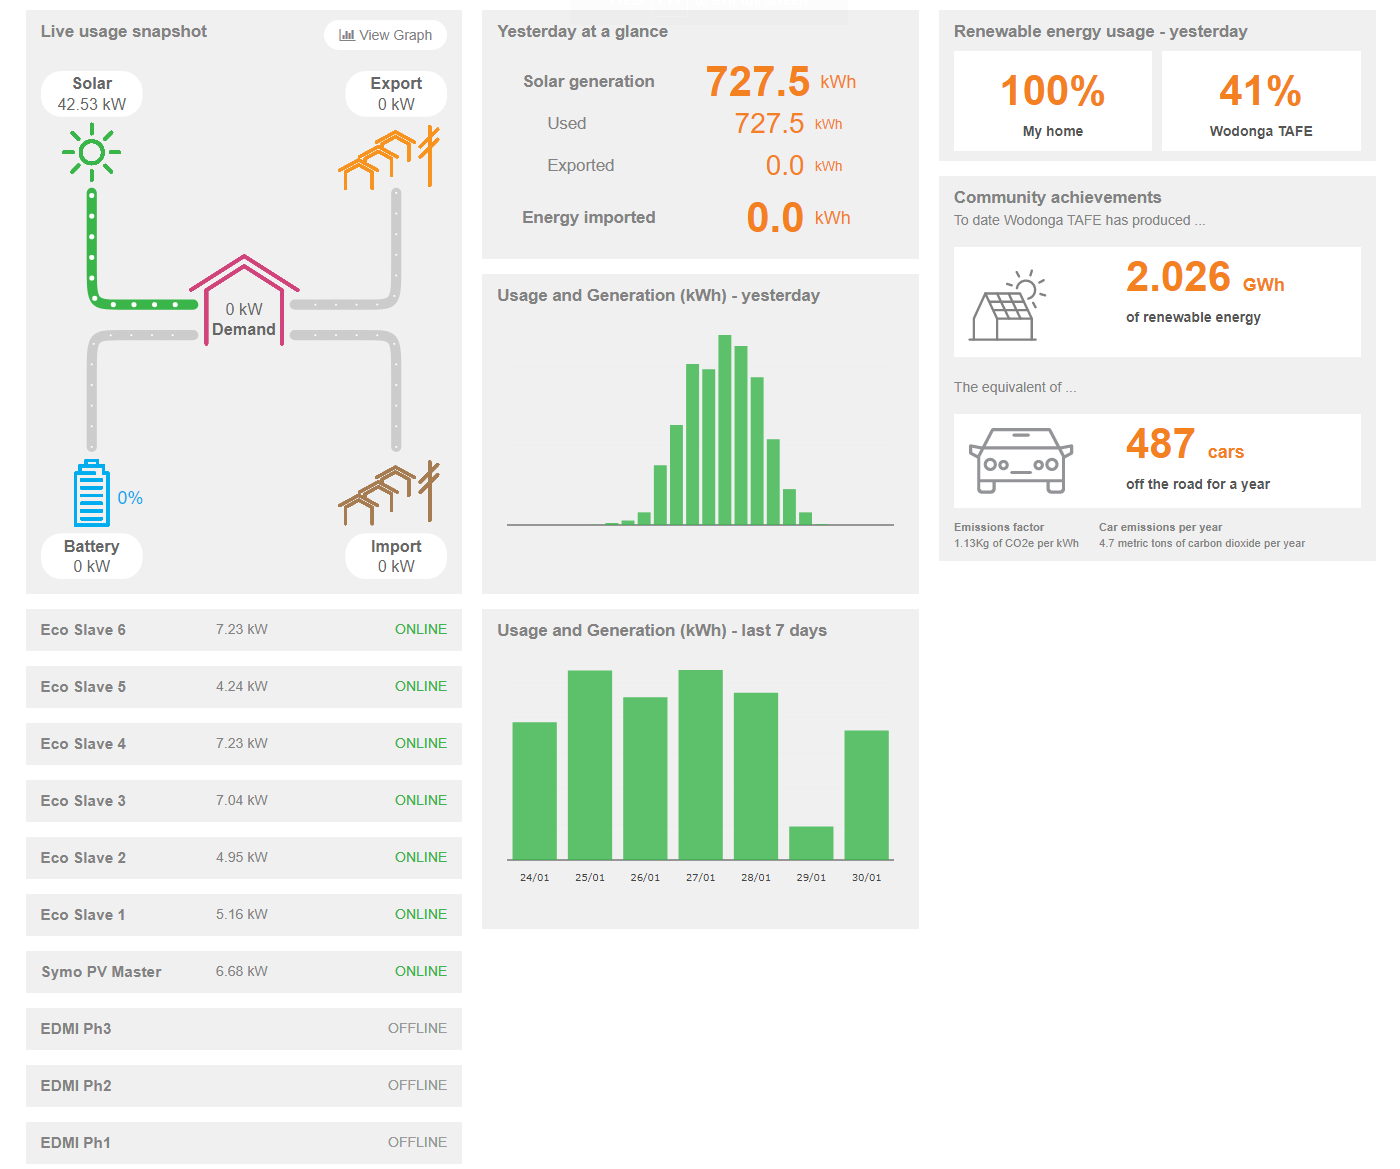 Live usage snapshot
View Graph
Solar
42.53 kW
Export
0 kW
0 kW
Demand
0%
Battery
0 kW
Import
0 kW
Eco Slave 6 7.23 kW ONLINE
Eco Slave 5 4.24 kW ONLINE
Eco Slave 4 7.23 kW ONLINE
Eco Slave 3 7.04 kW ONLINE
Eco Slave 2 4.95 kW ONLINE
Eco Slave 1 5.16 kW ONLINE
Symo PV Master 6.68 kW ONLINE
EDMI Ph3 OFFLINE
EDMI Ph2 OFFLINE
EDMI Ph1 OFFLINE
Yesterday at a glance
Solar generation 727.5 kWh
Used 727.5 kWh
Exported 0.0 kWh
Energy imported 0.0 kWh
Usage and Generation (kWh) - yesterday
Usage and Generation (kWh) - last 7 days
24/01 25/01 26/01 27/01 28/01 29/01 30/01
Renewable energy usage - yesterday
100%
My home
41%
Wodonga TAFE
Community achievements
To date Wodonga TAFE has produced ...
2.026 GWh
of renewable energy
The equivalent of ...
487 cars
off the road for a year
Emissions factor
1.13Kg of CO2e per kWh
Car emissions per year
4.7 metric tons of carbon dioxide per year